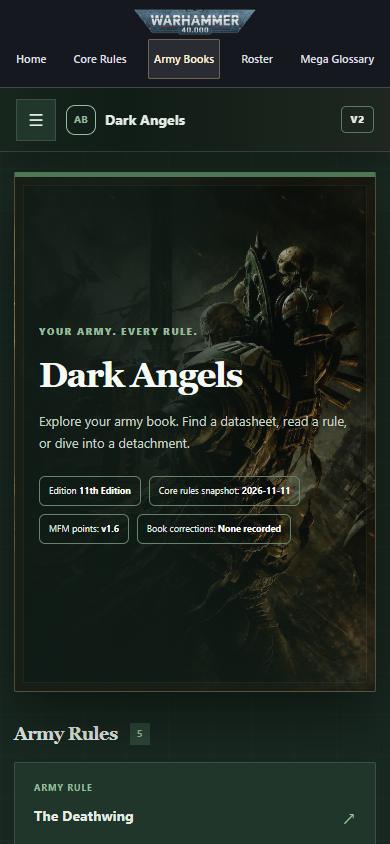 WARHAMMER
40,000
Home Core Rules Army Books Roster Mega Glossary
☰ AB Dark Angels V2
YOUR ARMY. EVERY RULE.
Dark Angels
Explore your army book. Find a datasheet, read a rule,
or dive into a detachment.
Edition 11th Edition Core rules snapshot: 2026-11-11
MFM points: v1.6 Book corrections: None recorded
Army Rules 5
ARMY RULE
The Deathwing ↗